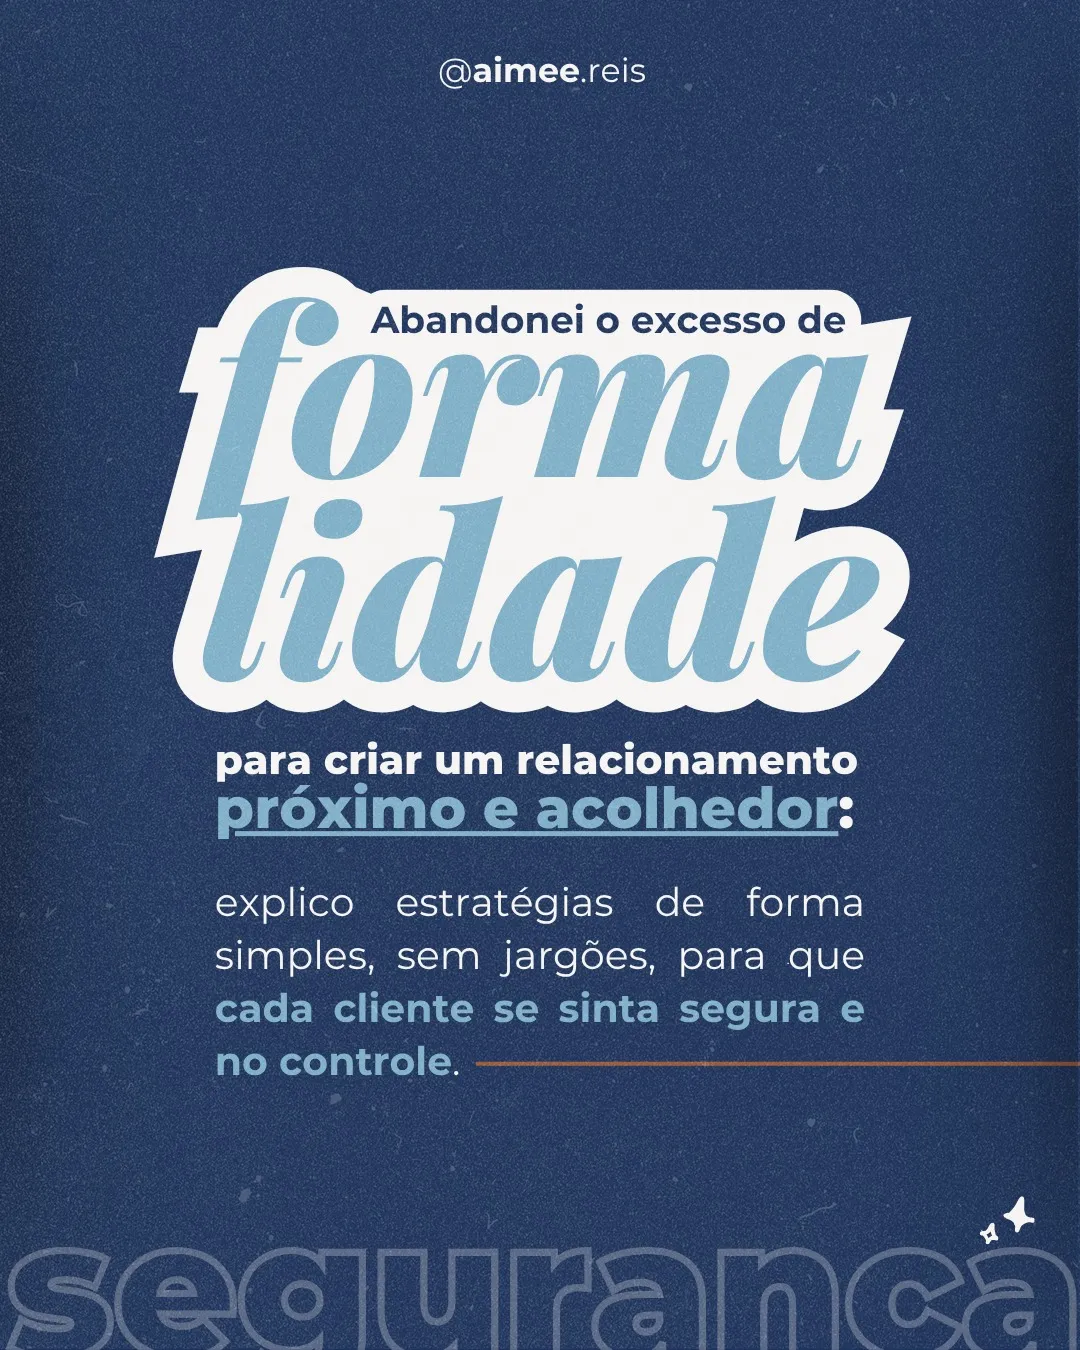 @aimee.reis
Abandonei o excesso de
forma
lidade
para criar um relacionamento
próximo e acolhedor:
explico estratégias de forma
simples, sem jargões, para que
cada cliente se sinta segura e
no controle.
segurança